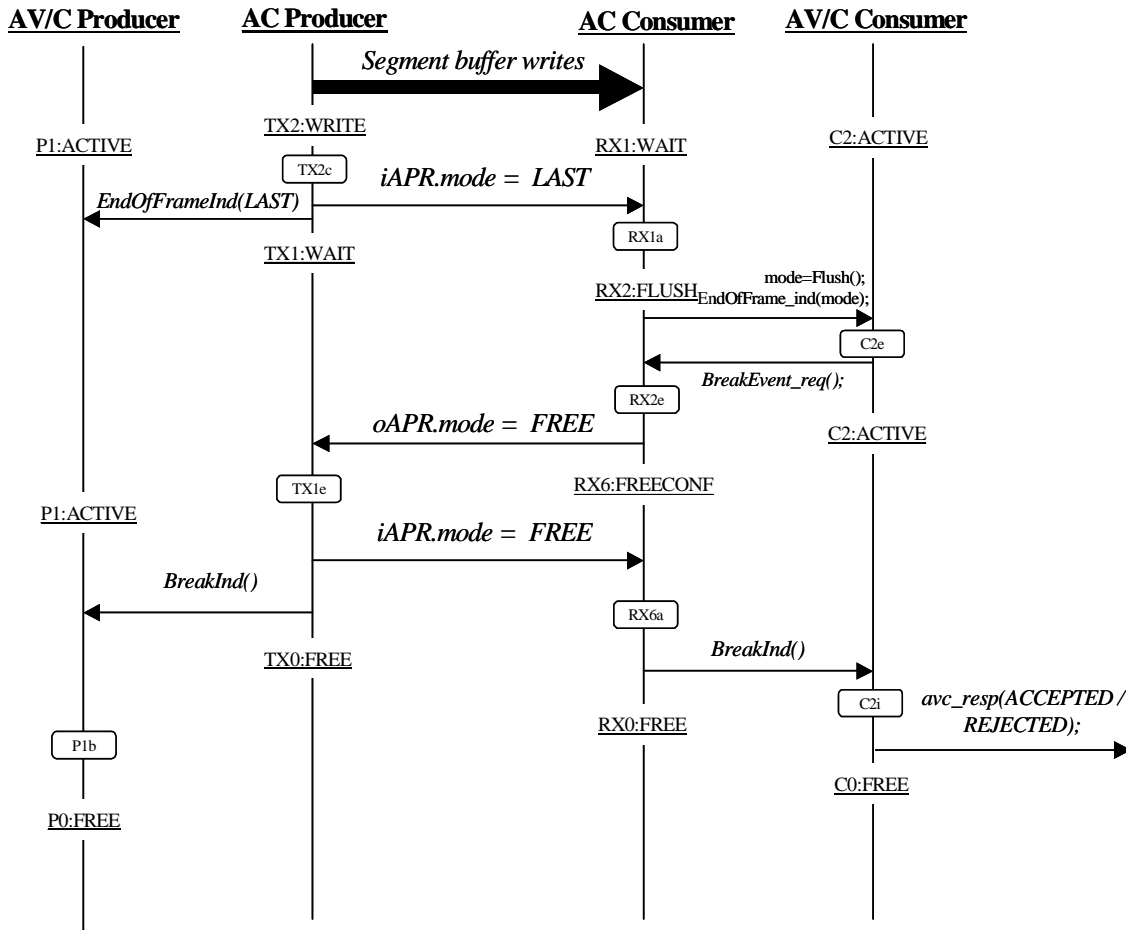 AV/C Producer
AC Producer
AC Consumer
AV/C Consumer
Segment buffer writes
TX2:WRITE
P1:ACTIVE
RX1:WAIT
C2:ACTIVE
TX2c
iAPR.mode = LAST
EndOfFrameInd(LAST)
RX1a
TX1:WAIT
mode=Flush();
RX2:FLUSH
EndOfFrame_ind(mode);
C2e
BreakEvent_req();
RX2e
oAPR.mode = FREE
C2:ACTIVE
TX1e
RX6:FREECONF
P1:ACTIVE
iAPR.mode = FREE
BreakInd()
RX6a
BreakInd()
TX0:FREE
C2i
avc_resp(ACCEPTED /
REJECTED);
RX0:FREE
P1b
C0:FREE
P0:FREE